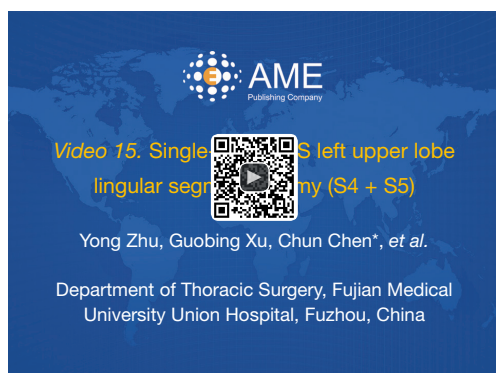 E AME
Publishing Company
Video 15. Single- S left upper lobe
lingular segm my (S4 + S5)
Yong Zhu, Guobing Xu, Chun Chen*, et al.
Department of Thoracic Surgery, Fujian Medical
University Union Hospital, Fuzhou, China